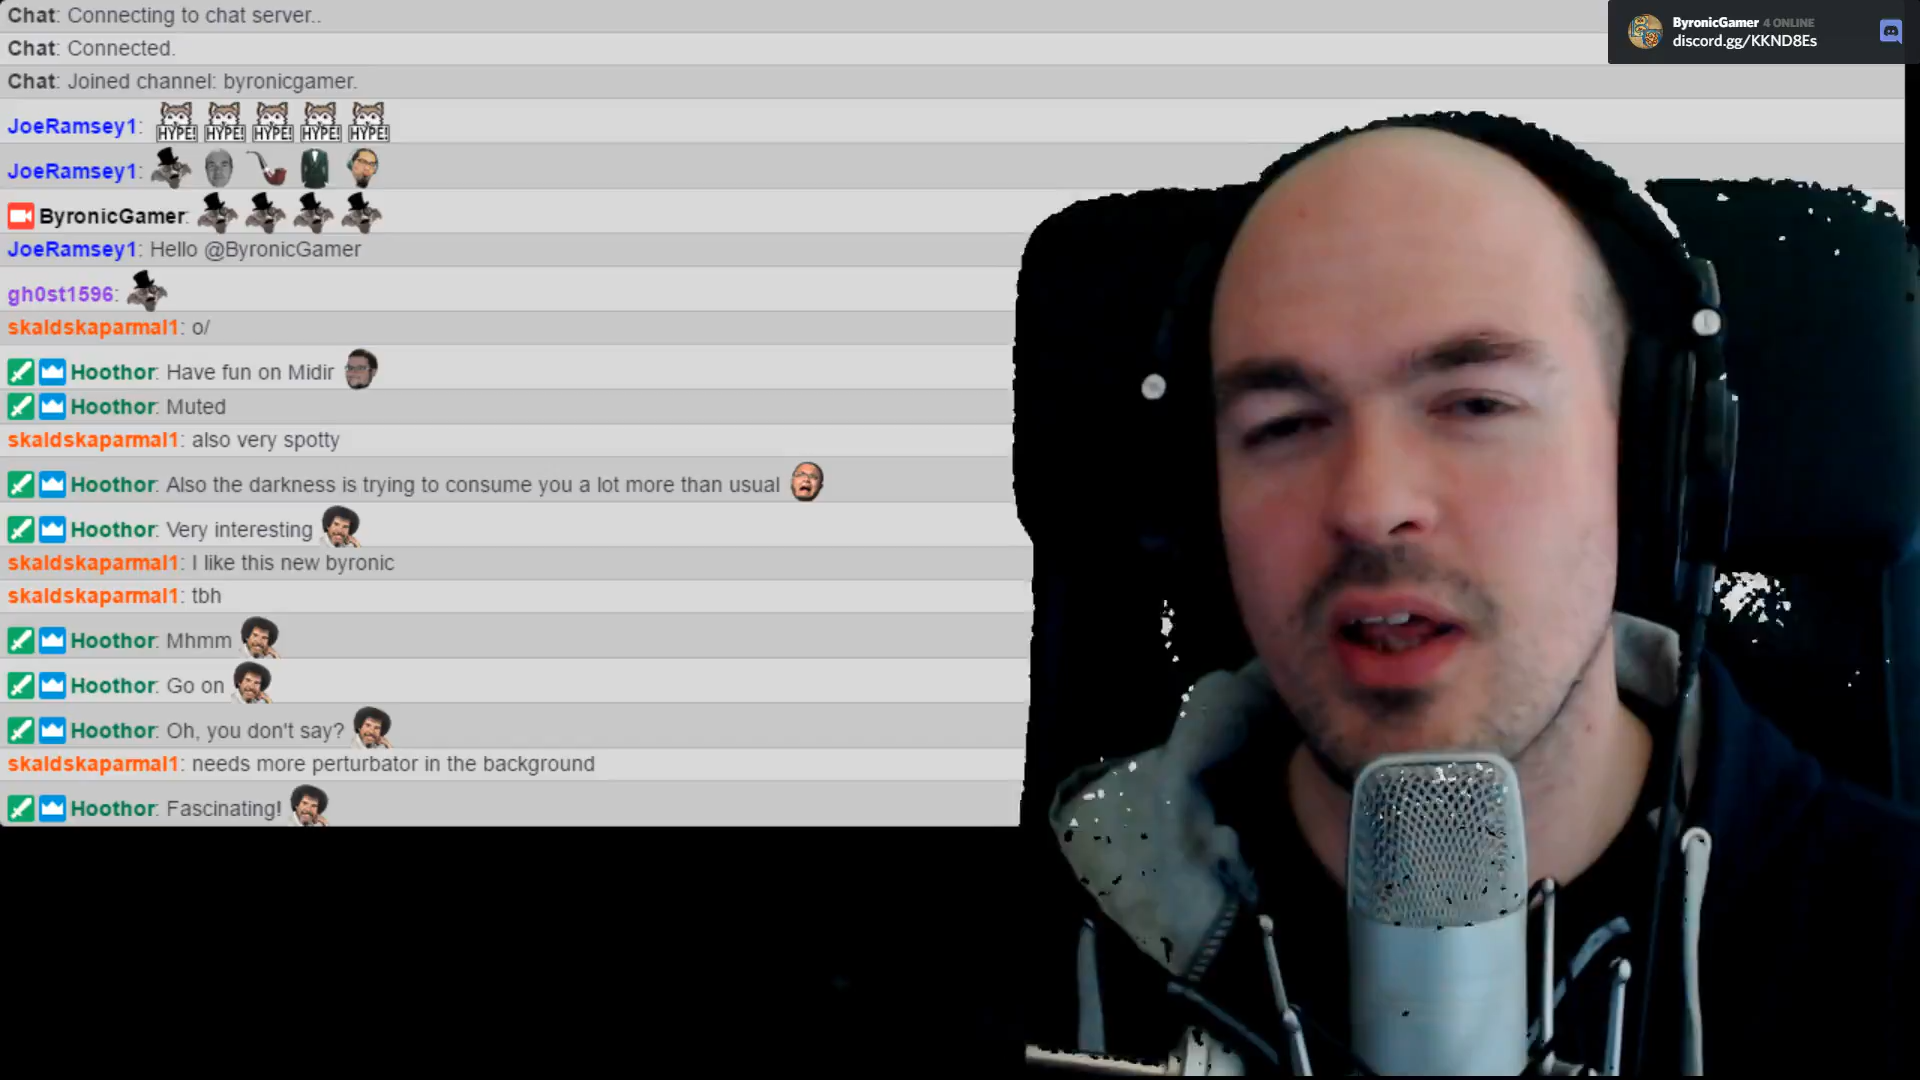 Chat: Connecting to chat server..
Chat: Connected.
Chat: Joined channel: byronicgamer.
JoeRamsey1: HYPE! HYPE! HYPE! HYPE! HYPE!
JoeRamsey1:
ByronicGamer:
JoeRamsey1: Hello @ByronicGamer
gh0st1596:
skaldskaparmal1: o/
Hoothor: Have fun on Midir
Hoothor: Muted
skaldskaparmal1: also very spotty
Hoothor: Also the darkness is trying to consume you a lot more than usual
Hoothor: Very interesting
skaldskaparmal1: I like this new byronic
skaldskaparmal1: tbh
Hoothor: Mhmm
Hoothor: Go on
Hoothor: Oh, you don't say?
skaldskaparmal1: needs more perturbator in the background
Hoothor: Fascinating!
ByronicGamer 4 ONLINE
discord.gg/KKND8Es